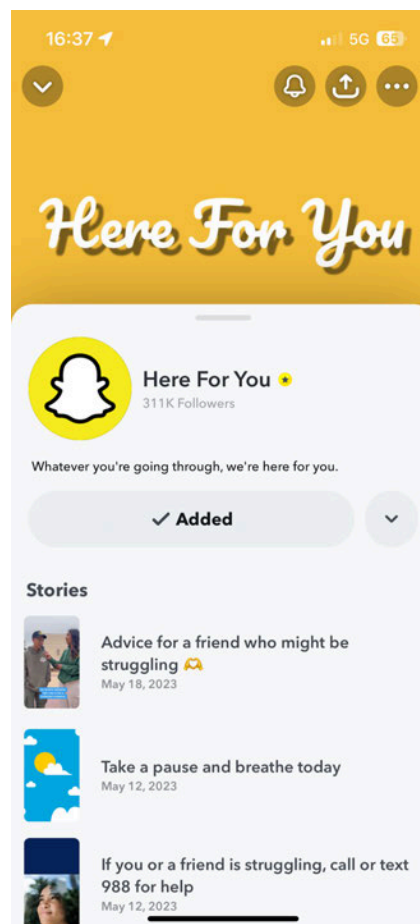 16:37
5G 65
Here For You
Here For You
311K Followers
Whatever you're going through, we're here for you.
Added
Stories
Advice for a friend who might be
struggling 🫶
May 18, 2023
Take a pause and breathe today
May 12, 2023
If you or a friend is struggling, call or text
988 for help
May 12, 2023